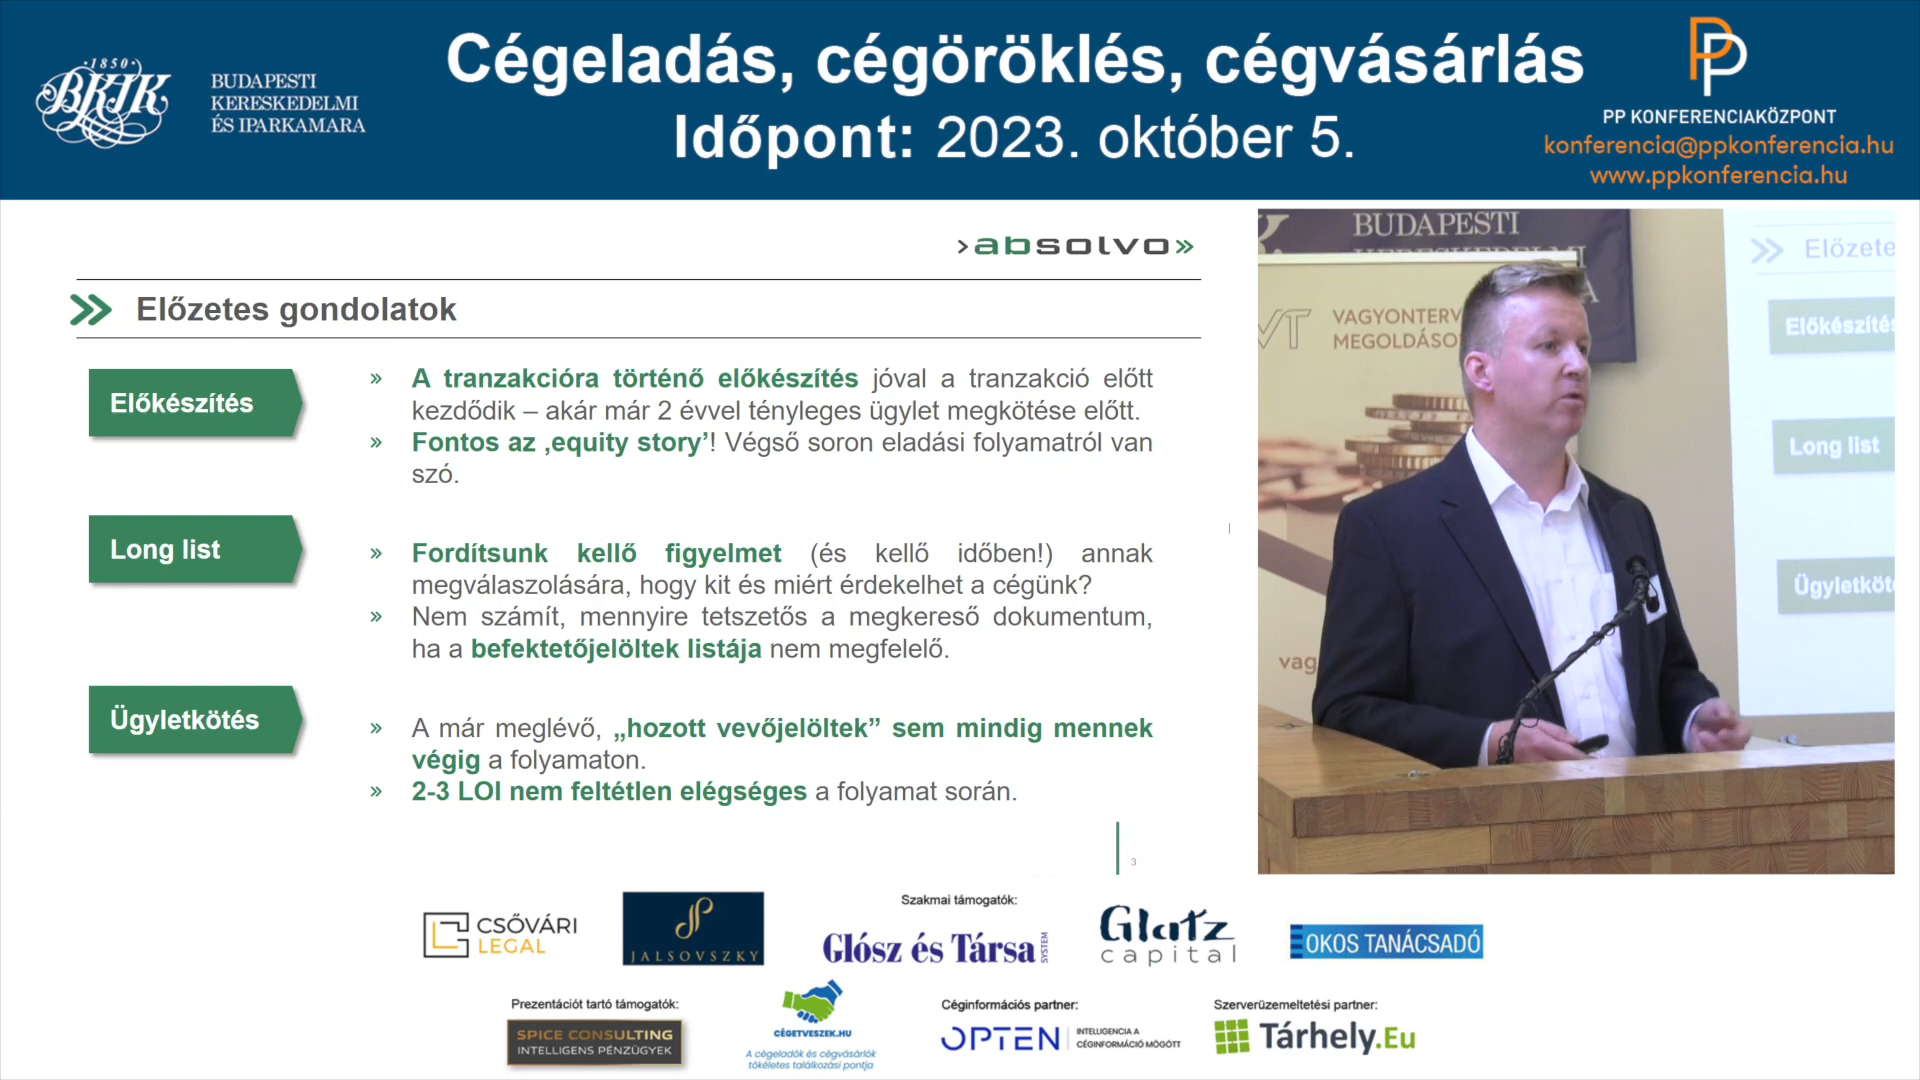 ·1850·
BKIK
BUDAPESTI
KERESKEDELMI
ÉS IPARKAMARA
Cégeladás, cégöröklés, cégvásárlás
Időpont: 2023. október 5.
PP
PP KONFERENCIAKÖZPONT
konferencia@ppkonferencia.hu
www.ppkonferencia.hu
›absolvo»
Előzetes gondolatok
Előkészítés
» A tranzakcióra történő előkészítés jóval a tranzakció előtt
kezdődik – akár már 2 évvel tényleges ügylet megkötése előtt.
» Fontos az ‚equity story’! Végső soron eladási folyamatról van
szó.
Long list
» Fordítsunk kellő figyelmet (és kellő időben!) annak
megválaszolására, hogy kit és miért érdekelhet a cégünk?
» Nem számít, mennyire tetszetős a megkereső dokumentum,
ha a befektetőjelöltek listája nem megfelelő.
Ügyletkötés
» A már meglévő, „hozott vevőjelöltek” sem mindig mennek
végig a folyamaton.
» 2-3 LOI nem feltétlen elégséges a folyamat során.
3
BUDAPESTI
KERESKEDELMI
VT
VAGYONTERV
MEGOLDÁSO
vag
» Előzete
Előkészítés
Long list
Ügyletköt
CSŐVÁRI
LEGAL
JALSOVSZKY
Szakmai támogatók:
Glósz és Társa
SYSTEM
Glatz
capital
OKOS TANÁCSADÓ
Prezentációt tartó támogatók:
SPICE CONSULTING
INTELLIGENS PÉNZÜGYEK
CÉGETVESZEK.HU
A cégeladók és cégvásárlók
tökéletes találkozási pontja
Céginformációs partner:
OPTEN
INTELLIGENCIA A
CÉGINFORMÁCIÓ MÖGÖTT
Szerverüzemeltetési partner:
Tárhely.Eu